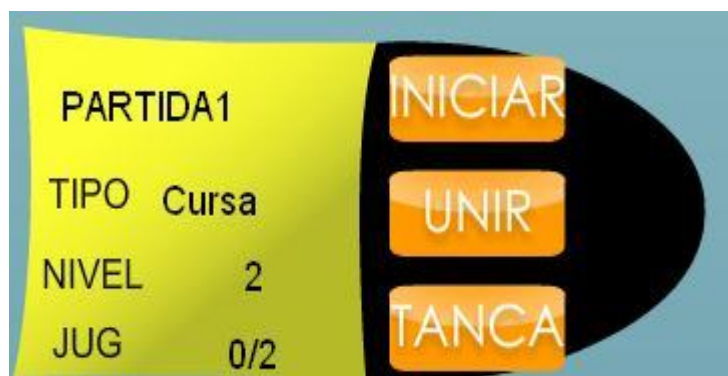 PARTIDA1
TIPO Cursa
NIVEL 2
JUG 0/2
INICIAR
UNIR
TANCA